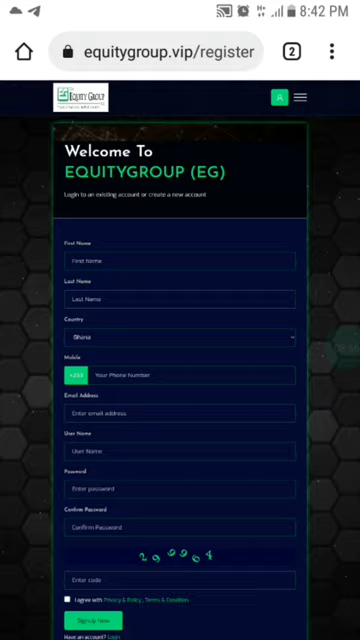 8:42 PM
equitygroup.vip/register
2
EQUITY GROUP
Welcome To
EQUITYGROUP (EG)
Login to an existing account or create a new account
First Name
First Name
Last Name
Last Name
Country
Ghana
Mobile
+233
Your Phone Number
Email Address
Enter email address
User Name
User Name
Password
Enter password
Confirm Password
Confirm Password
Enter code
I agree with Privacy & Policy, Terms & Condition
SignUp Now
Have an account? Login